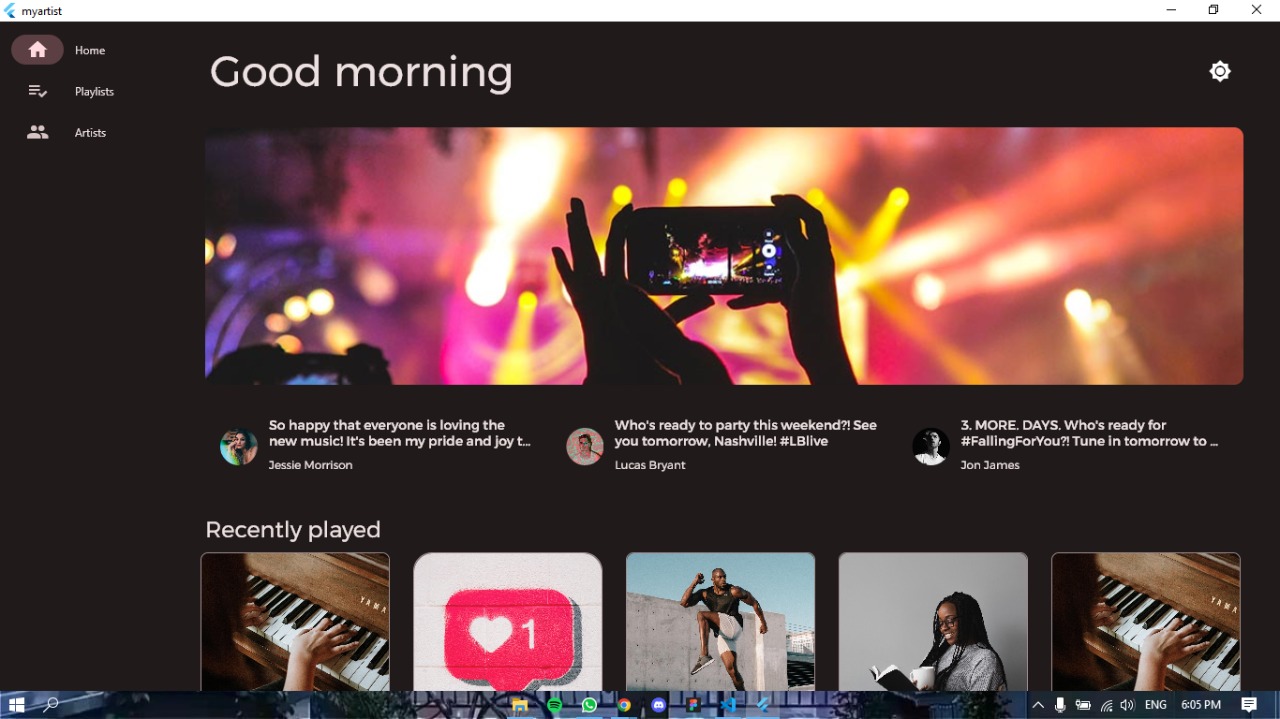 myartist
Home
Playlists
Artists
Good morning
So happy that everyone is loving the
new music! It's been my pride and joy t...
Jessie Morrison
Who's ready to party this weekend?! See
you tomorrow, Nashville! #LBlive
Lucas Bryant
3. MORE. DAYS. Who's ready for
#FallingForYou?! Tune in tomorrow to ...
Jon James
Recently played
YAMA
1
YAMA
ENG
6:05 PM